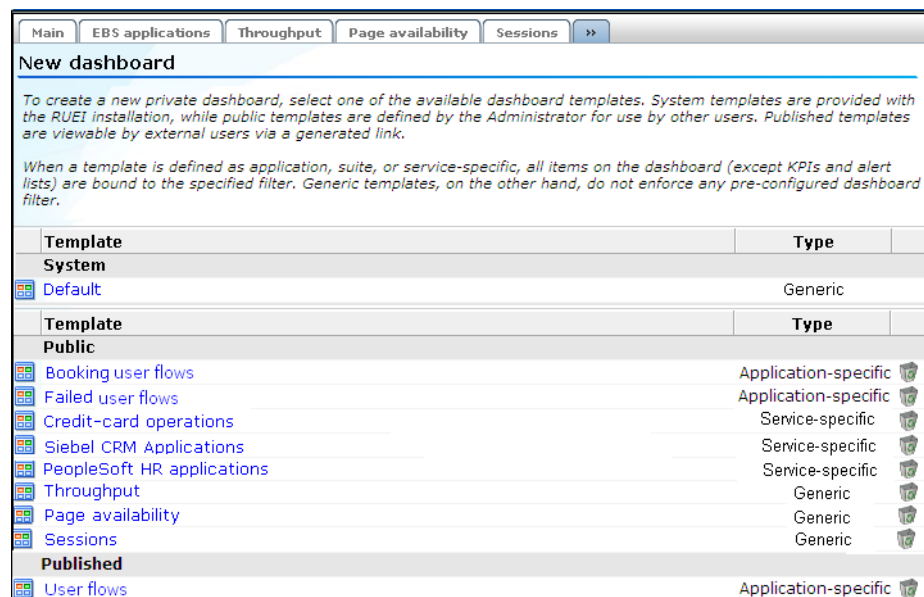 Main EBS applications Throughput Page availability Sessions »
New dashboard
To create a new private dashboard, select one of the available dashboard templates. System templates are provided with
the RUEI installation, while public templates are defined by the Administrator for use by other users. Published templates
are viewable by external users via a generated link.
When a template is defined as application, suite, or service-specific, all items on the dashboard (except KPIs and alert
lists) are bound to the specified filter. Generic templates, on the other hand, do not enforce any pre-configured dashboard
filter.
Template Type
System
Default Generic
Template Type
Public
Booking user flows Application-specific
Failed user flows Application-specific
Credit-card operations Service-specific
Siebel CRM Applications Service-specific
PeopleSoft HR applications Service-specific
Throughput Generic
Page availability Generic
Sessions Generic
Published
User flows Application-specific